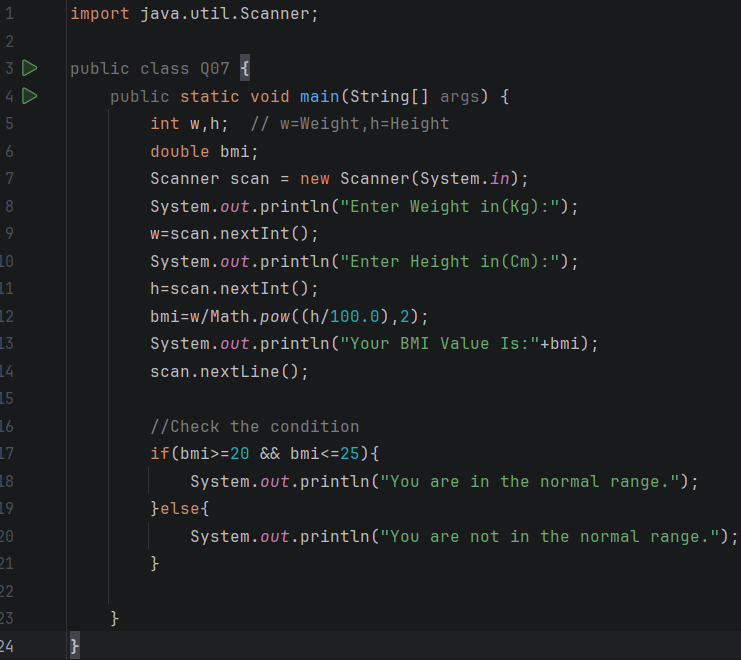 1 import java.util.Scanner;
2
3 public class Q07 {
4     public static void main(String[] args) {
5         int w,h;  // w=Weight,h=Height
6         double bmi;
7         Scanner scan = new Scanner(System.in);
8         System.out.println("Enter Weight in(Kg):");
9         w=scan.nextInt();
10         System.out.println("Enter Height in(Cm):");
11         h=scan.nextInt();
12         bmi=w/Math.pow((h/100.0),2);
13         System.out.println("Your BMI Value Is:"+bmi);
14         scan.nextLine();
15
16         //Check the condition
17         if(bmi>=20 && bmi<=25){
18             System.out.println("You are in the normal range.");
19         }else{
20             System.out.println("You are not in the normal range.");
21         }
22
23     }
24 }